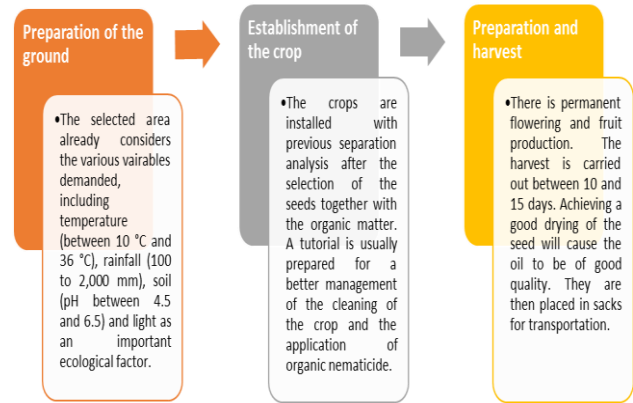 Preparation of the
ground
•The selected area
already considers
the various vairables
demanded,
including
temperature
(between 10 °C and
36 °C), rainfall (100
to 2,000 mm), soil
(pH between 4.5
and 6.5) and light as
an important
ecological factor.
Establishment of
the crop
•The crops are
installed with
previous separation
analysis after the
selection of the
seeds together with
the organic matter.
A tutorial is usually
prepared for a
better management
of the cleaning of
the crop and the
application of
organic nematicide.
Preparation and
harvest
•There is permanent
flowering and fruit
production. The
harvest is carried
out between 10 and
15 days. Achieving a
good drying of the
seed will cause the
oil to be of good
quality. They are
then placed in sacks
for transportation.